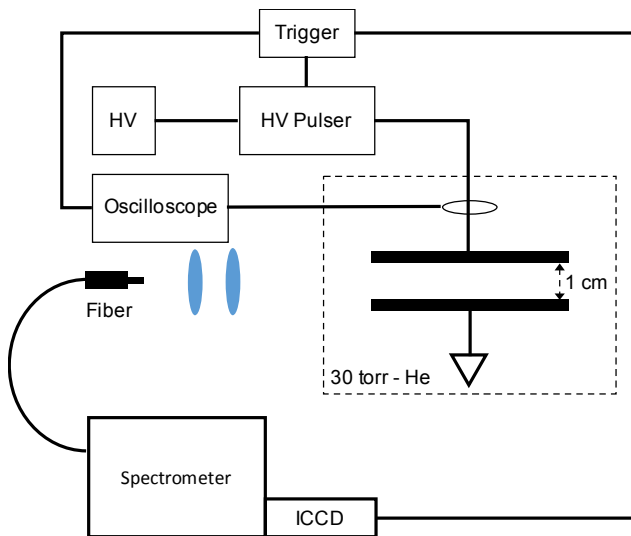 Trigger
HV
HV Pulser
Oscilloscope
1 cm
Fiber
30 torr - He
Spectrometer
ICCD